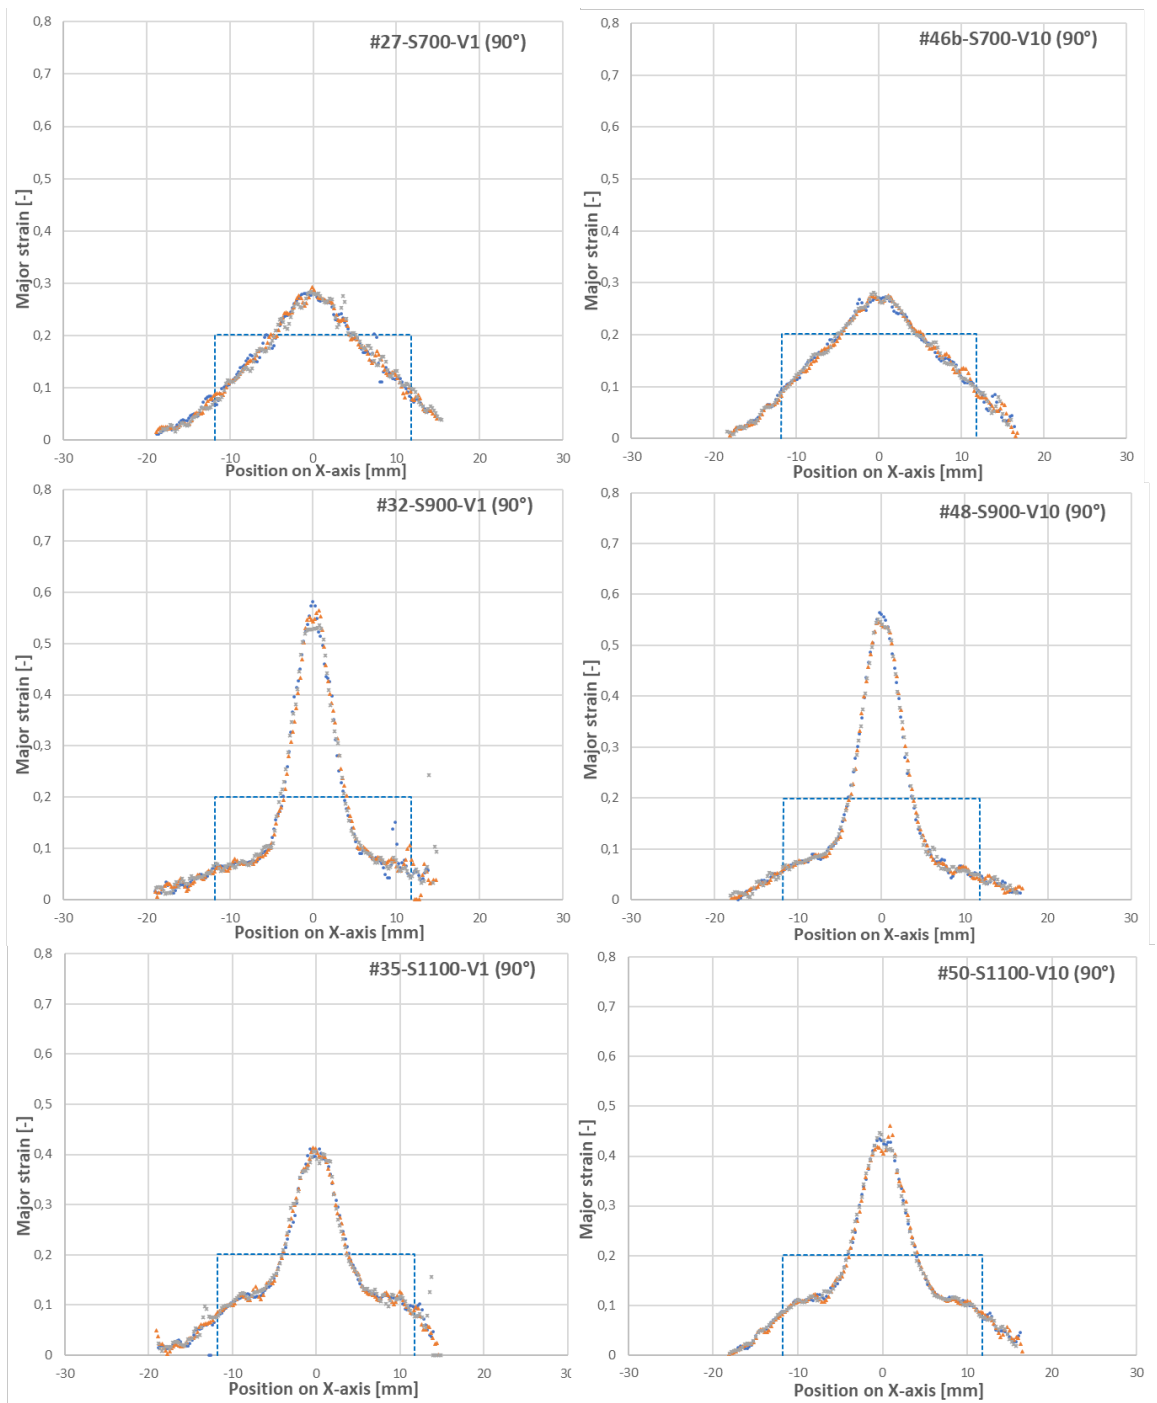 0,8
#27-S700-V1 (90°)
0,7
0,6
0,5
0,4
0,3
0,2
0,1
0
Major strain [-]
-30 -20 -10 0 10 20 30
Position on X-axis [mm]
0,8
#46b-S700-V10 (90°)
0,7
0,6
0,5
0,4
0,3
0,2
0,1
0
Major strain [-]
-30 -20 -10 0 10 20 30
Position on X-axis [mm]
0,8
#32-S900-V1 (90°)
0,7
0,6
0,5
0,4
0,3
0,2
0,1
0
Major strain [-]
-30 -20 -10 0 10 20 30
Position on X-axis [mm]
0,8
#48-S900-V10 (90°)
0,7
0,6
0,5
0,4
0,3
0,2
0,1
0
Major strain [-]
-30 -20 -10 0 10 20 30
Position on X-axis [mm]
0,8
#35-S1100-V1 (90°)
0,7
0,6
0,5
0,4
0,3
0,2
0,1
0
Major strain [-]
-30 -20 -10 0 10 20 30
Position on X-axis [mm]
0,8
#50-S1100-V10 (90°)
0,7
0,6
0,5
0,4
0,3
0,2
0,1
0
Major strain [-]
-30 -20 -10 0 10 20 30
Position on X-axis [mm]